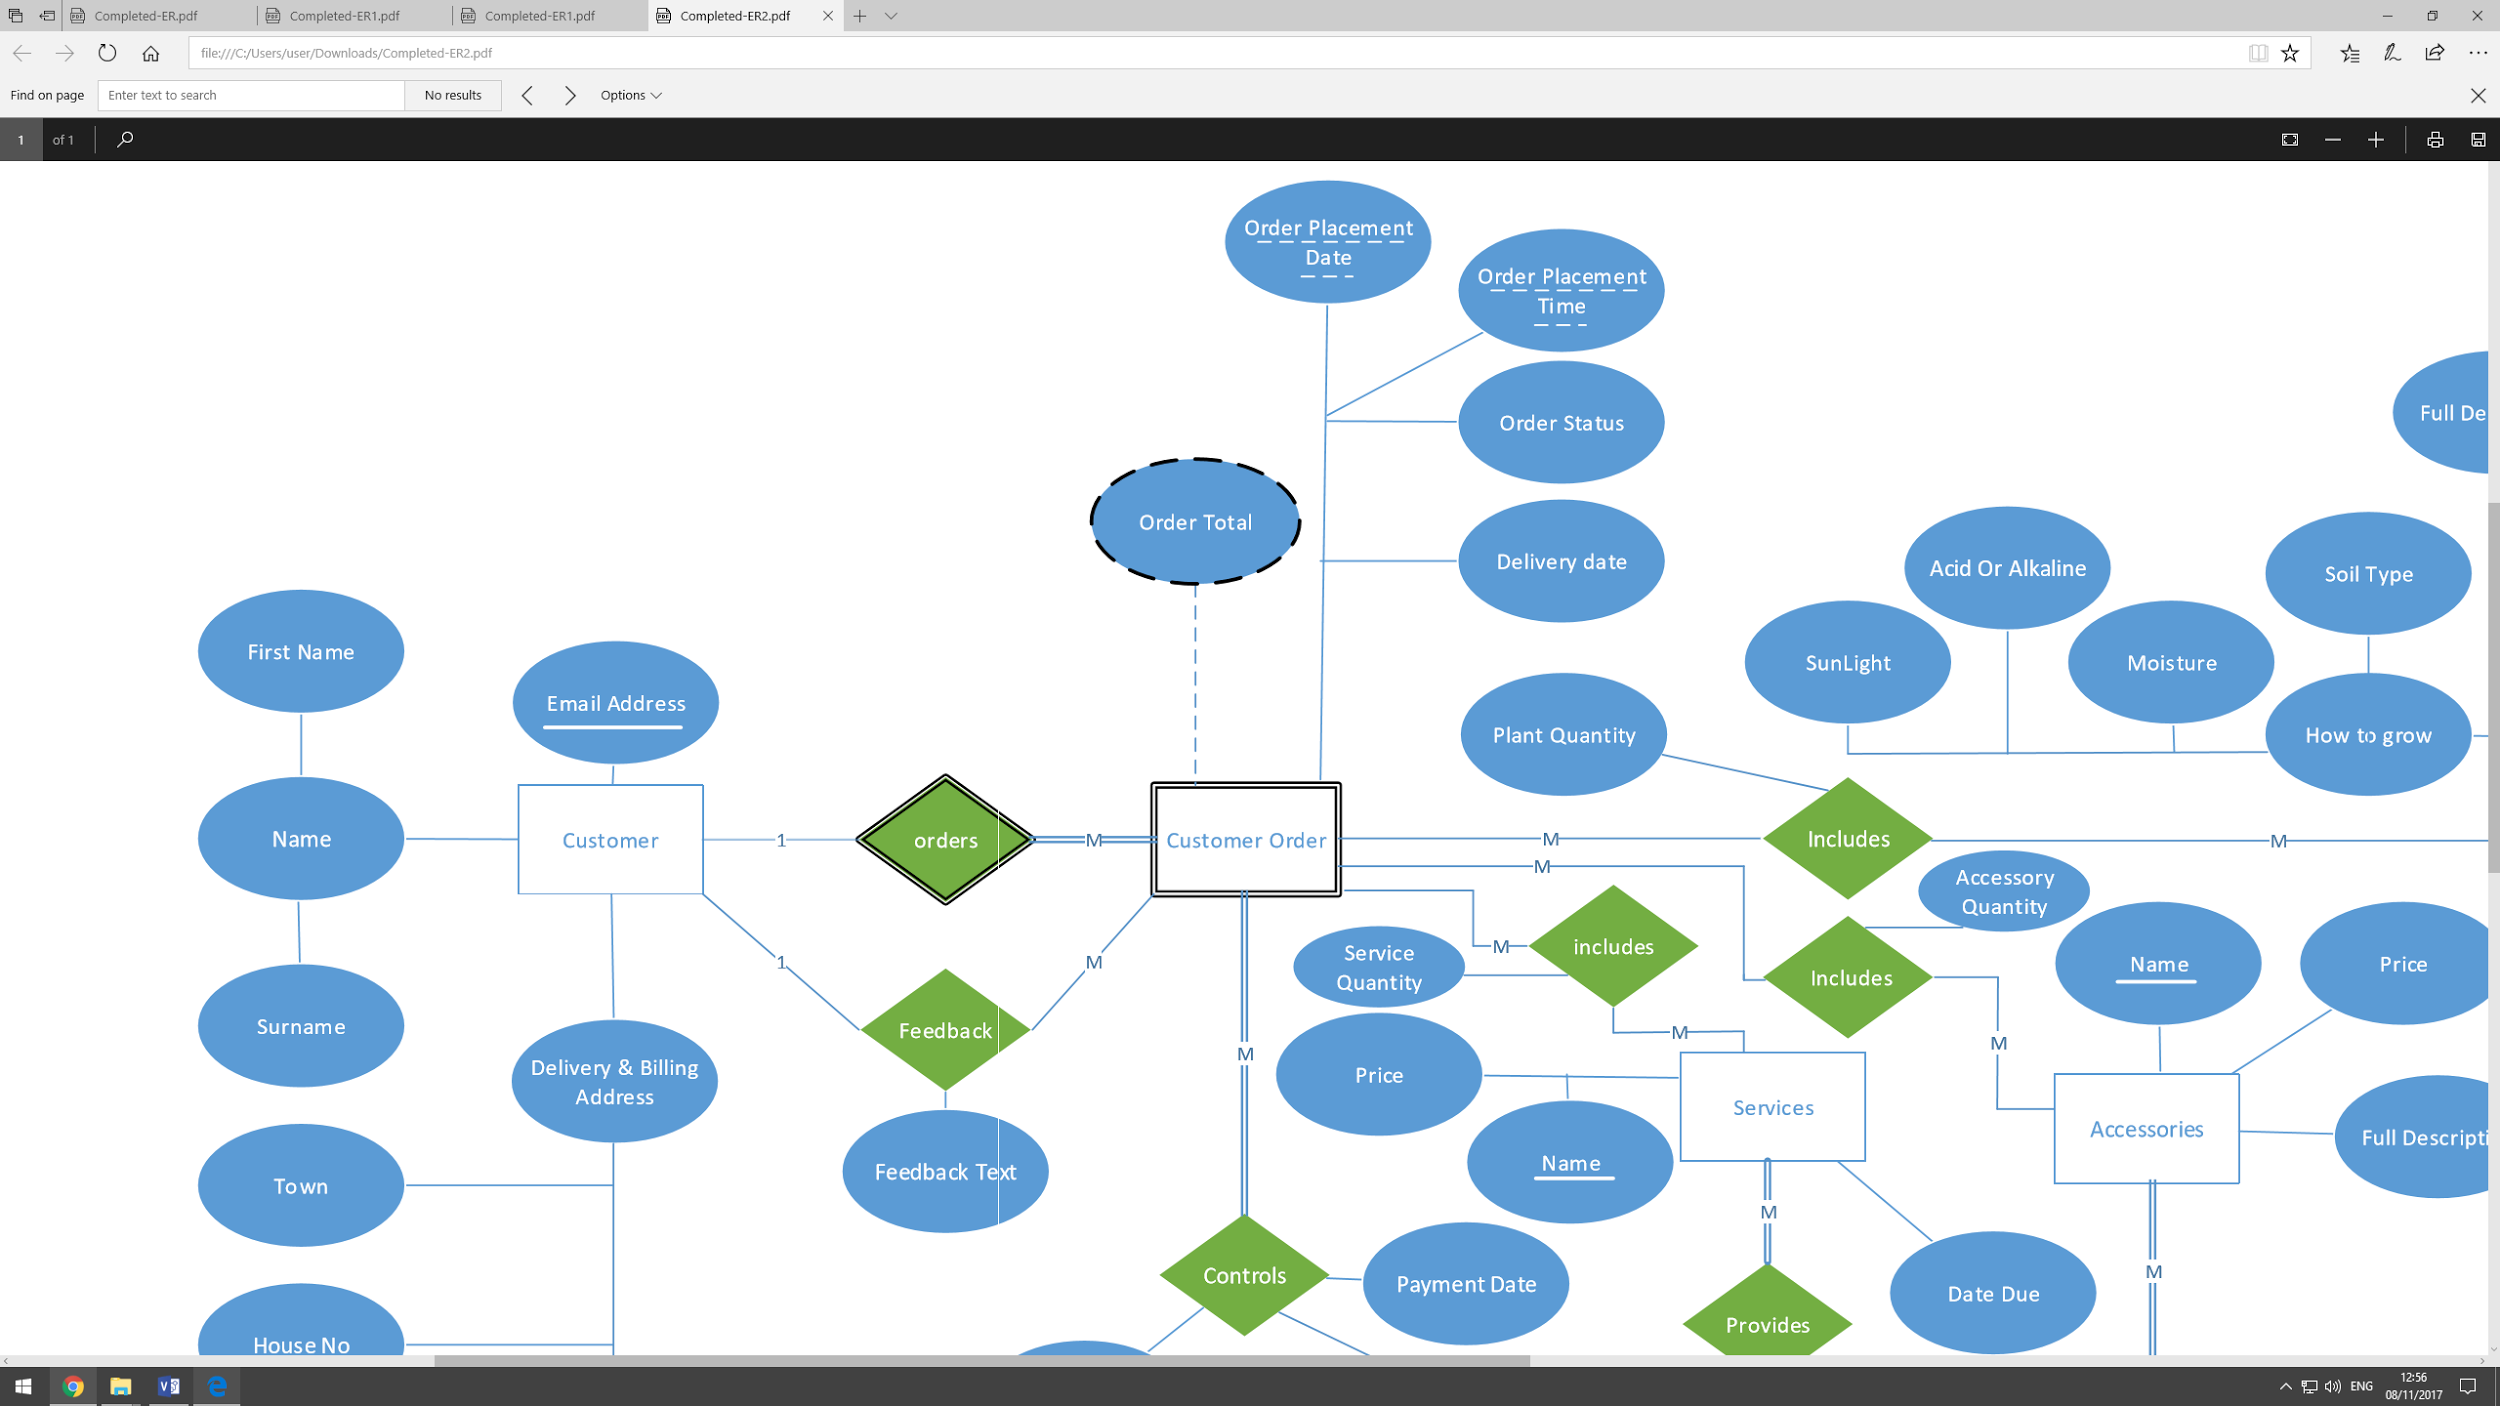 Completed-ER.pdf
Completed-ER1.pdf
Completed-ER1.pdf
Completed-ER2.pdf
file:///C:/Users/user/Downloads/Completed-ER2.pdf
Find on page
Enter text to search
No results
Options
1
of 1
Order Placement
Date
Order Placement
Time
Order Status
Full De
Order Total
Delivery date
Acid Or Alkaline
Soil Type
First Name
SunLight
Moisture
Email Address
Plant Quantity
How to grow
Name
Customer
1
orders
M
Customer Order
M
Includes
M
M
Accessory
Quantity
1
M
Service
Quantity
M
includes
Includes
Name
Price
Surname
Feedback
M
M
M
Delivery & Billing
Address
Price
Services
Accessories
Full Descripti
Feedback Text
Name
Town
M
Controls
Payment Date
Date Due
M
Provides
House No
ENG
12:56
08/11/2017